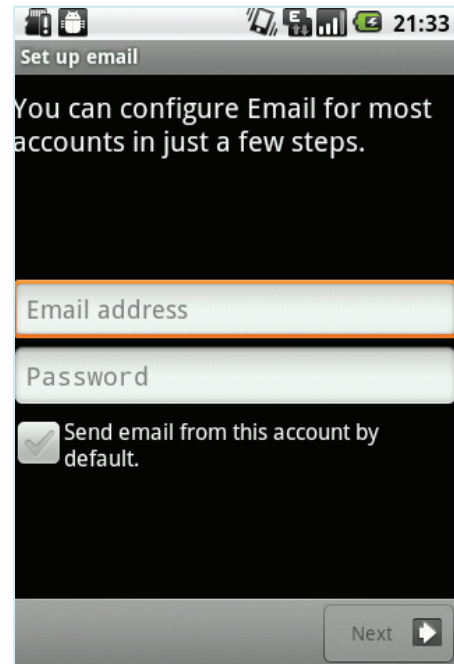 E 21:33
Set up email
You can configure Email for most
accounts in just a few steps.
Email address
Password
Send email from this account by
default.
Next